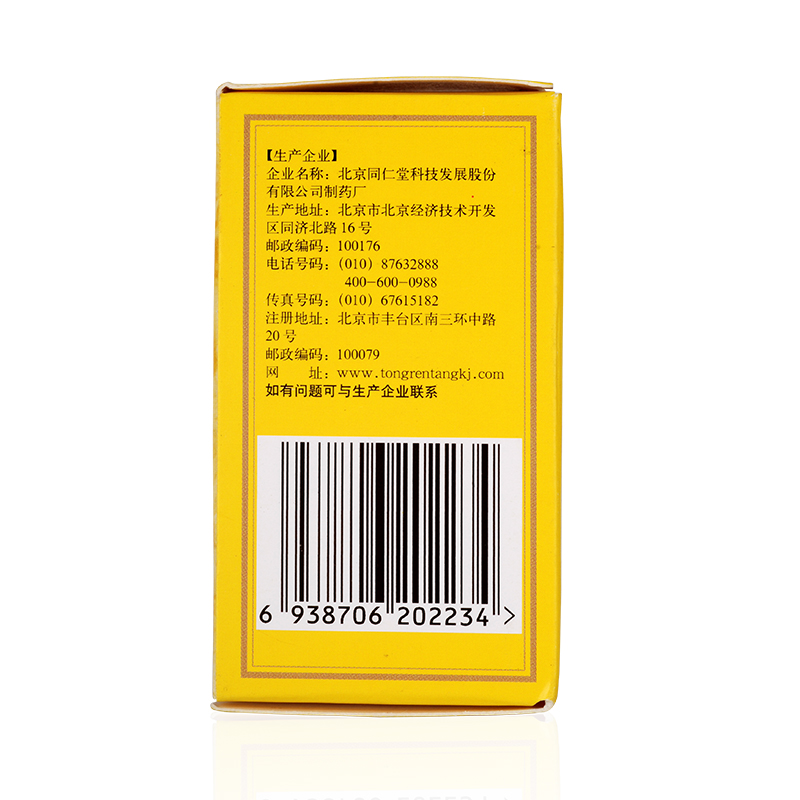 【生产企业】
企业名称：北京同仁堂科技发展股份
有限公司制药厂
生产地址：北京市北京经济技术开发
区同济北路16号
邮政编码：100176
电话号码：(010) 87632888
400-600-0988
传真号码：(010) 67615182
注册地址：北京市丰台区南三环中路
20号
邮政编码：100079
网　　址：www.tongrentangkj.com
如有问题可与生产企业联系
6 938706 202234 >